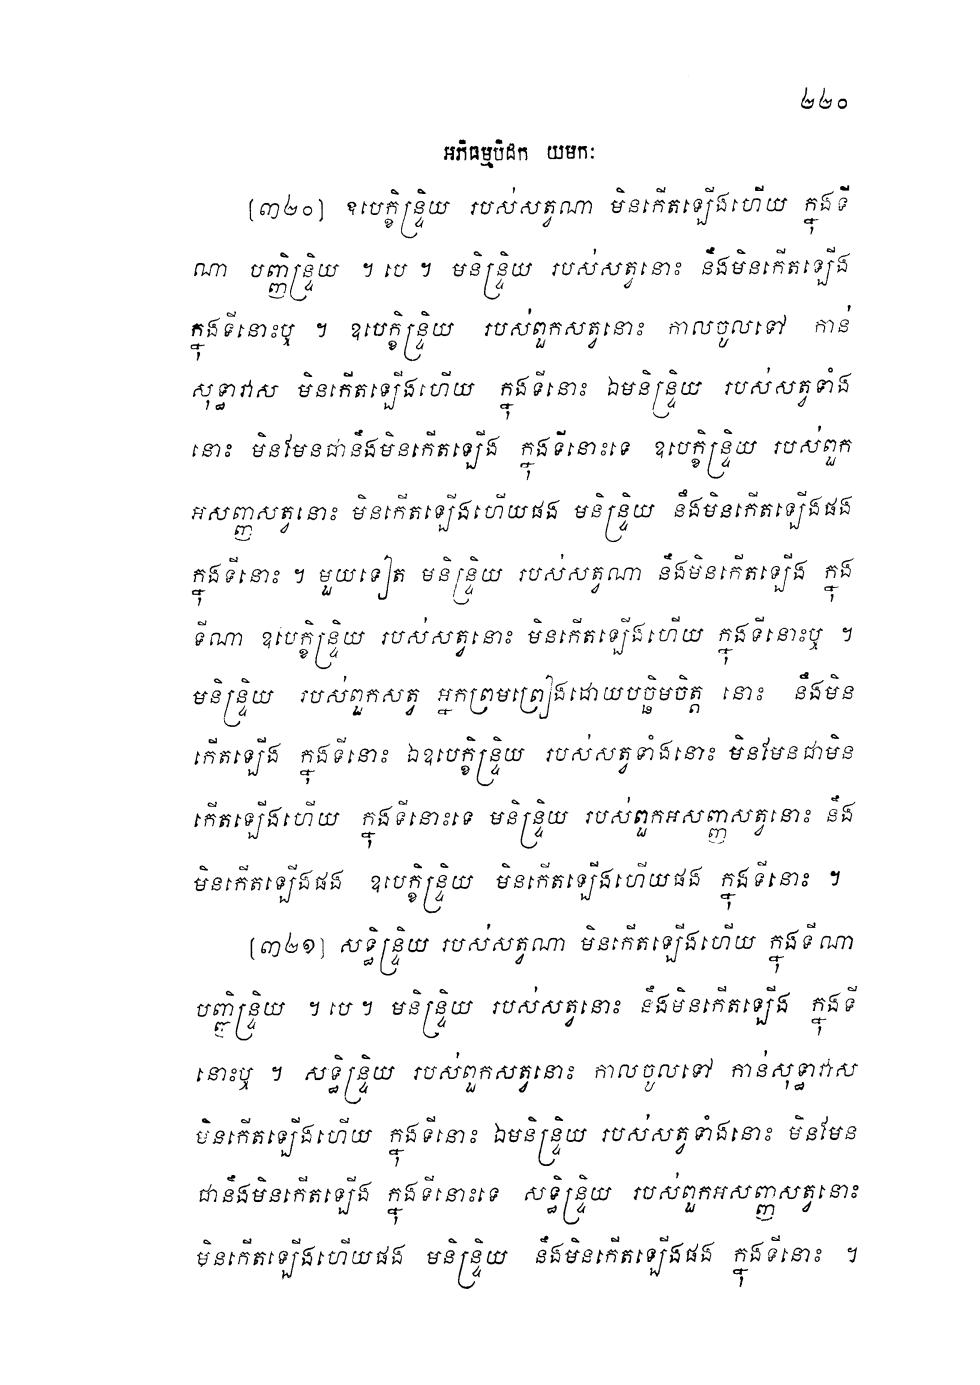 ២២០
អភិធម្មបិដក យមកៈ
(៣២០) ឧបេក្ខិន្ទ្រិយ របស់សត្វណា មិនកើតឡើងហើយ ក្នុងទី
ណា បញ្ញិន្ទ្រិយ ។ បេ ។ មនិន្ទ្រិយ របស់សត្វនោះ នឹងមិនកើតឡើង
ក្នុងទីនោះឬ ។ ឧបេក្ខិន្ទ្រិយ របស់ពួកសត្វនោះ កាលចូលទៅ កាន់
សុទ្ធាវាស មិនកើតឡើងហើយ ក្នុងទីនោះ ឯមនិន្ទ្រិយ របស់សត្វទាំង
នោះ មិនមែនជានឹងមិនកើតឡើង ក្នុងទីនោះទេ ឧបេក្ខិន្ទ្រិយ របស់ពួក
អសញ្ញសត្វនោះ មិនកើតឡើងហើយផង មនិន្ទ្រិយ នឹងមិនកើតឡើងផង
ក្នុងទីនោះ ។ មួយទៀត មនិន្ទ្រិយ របស់សត្វណា នឹងមិនកើតឡើង ក្នុង
ទីណា ឧបេក្ខិន្ទ្រិយ របស់សត្វនោះ មិនកើតឡើងហើយ ក្នុងទីនោះឬ ។
មនិន្ទ្រិយ របស់ពួកសត្វ អ្នកព្រមព្រៀងដោយបច្ឆិមចិត្ត នោះ នឹងមិន
កើតឡើង ក្នុងទីនោះ ឯឧបេក្ខិន្ទ្រិយ របស់សត្វទាំងនោះ មិនមែនជាមិន
កើតឡើងហើយ ក្នុងទីនោះទេ មនិន្ទ្រិយ របស់ពួកអសញ្ញសត្វនោះ នឹង
មិនកើតឡើងផង ឧបេក្ខិន្ទ្រិយ មិនកើតឡើងហើយផង ក្នុងទីនោះ ។
(៣២១) សទ្ធិន្ទ្រិយ របស់សត្វណា មិនកើតឡើងហើយ ក្នុងទីណា
បញ្ញិន្ទ្រិយ ។ បេ ។ មនិន្ទ្រិយ របស់សត្វនោះ នឹងមិនកើតឡើង ក្នុងទី
នោះឬ ។ សទ្ធិន្ទ្រិយ របស់ពួកសត្វនោះ កាលចូលទៅ កាន់សុទ្ធាវាស
មិនកើតឡើងហើយ ក្នុងទីនោះ ឯមនិន្ទ្រិយ របស់សត្វទាំងនោះ មិនមែន
ជានឹងមិនកើតឡើង ក្នុងទីនោះទេ សទ្ធិន្ទ្រិយ របស់ពួកអសញ្ញសត្វនោះ
មិនកើតឡើងហើយផង មនិន្ទ្រិយ នឹងមិនកើតឡើងផង ក្នុងទីនោះ ។